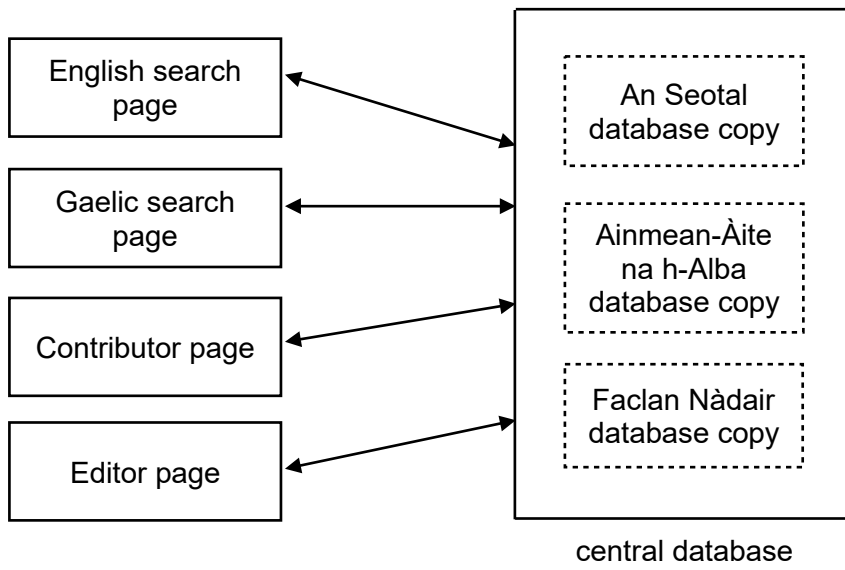 English search
page
Gaelic search
page
Contributor page
Editor page
An Seotal
database copy
Ainmean-Àite
na h-Alba
database copy
Faclan Nàdair
database copy
central database